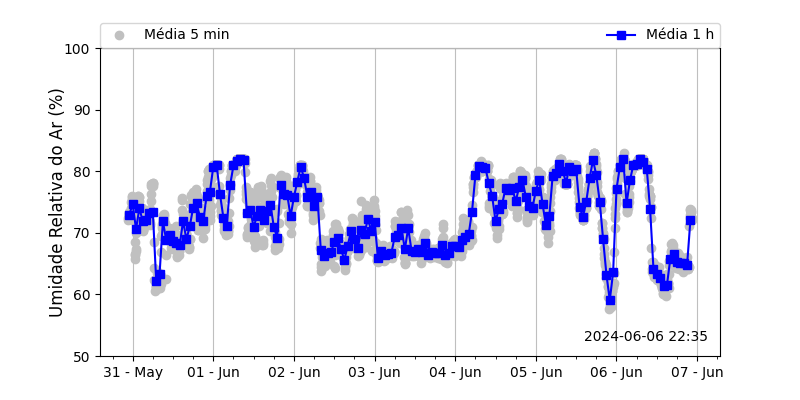 Média 5 min
Média 1 h
Umidade Relativa do Ar (%)
100
90
80
70
60
50
2024-06-06 22:35
31 - May
01 - Jun
02 - Jun
03 - Jun
04 - Jun
05 - Jun
06 - Jun
07 - Jun